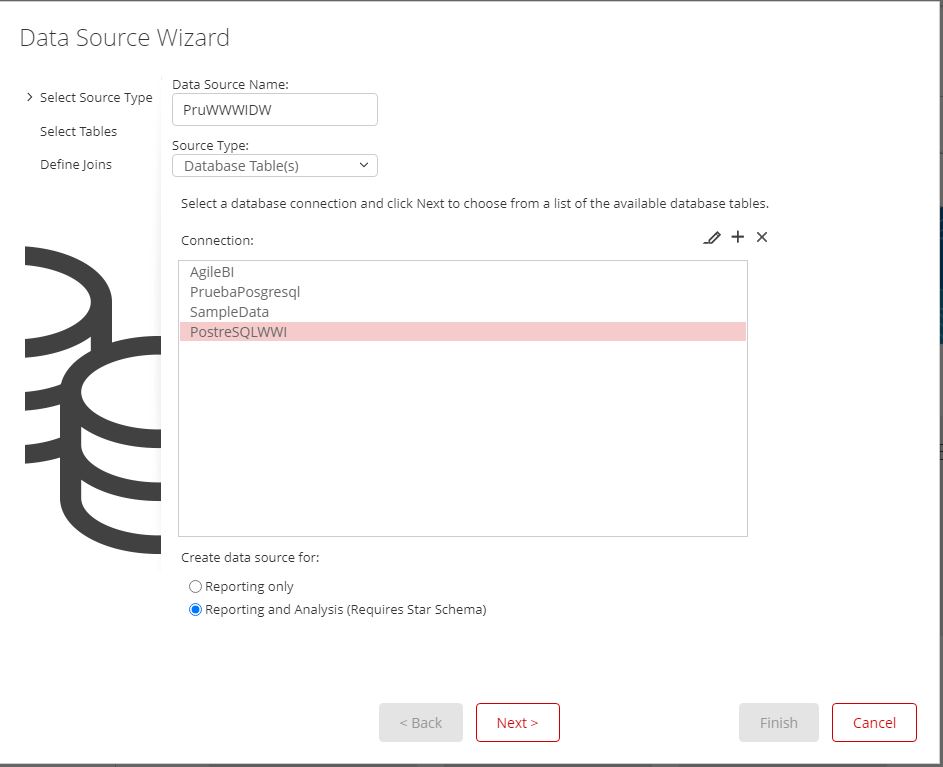 Data Source Wizard
Select Source Type
Select Tables
Define Joins
Data Source Name:
PruWWWIDW
Source Type:
Database Table(s)
Select a database connection and click Next to choose from a list of the available database tables.
Connection:
AgileBI
PruebaPosgresql
SampleData
PostreSQLWWI
Create data source for:
Reporting only
Reporting and Analysis (Requires Star Schema)
< Back
Next >
Finish
Cancel